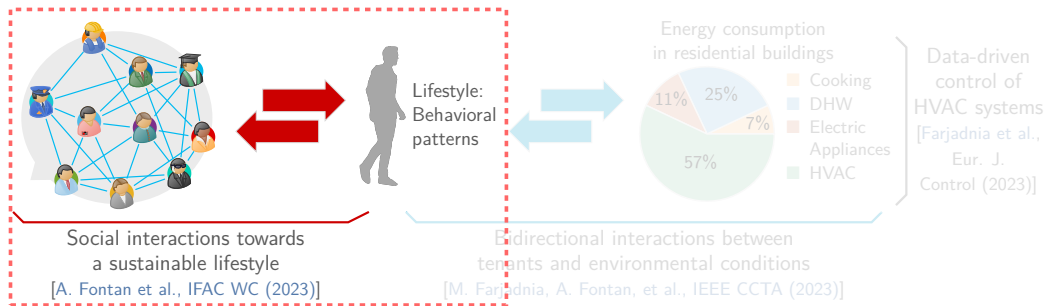 Lifestyle:
Behavioral
patterns
Social interactions towards
a sustainable lifestyle
[A. Fontan et al., IFAC WC (2023)]
Energy consumption
in residential buildings
11%
25%
7%
57%
Cooking
DHW
Electric
Appliances
HVAC
Bidirectional interactions between
tenants and environmental conditions
[M. Farjadnia, A. Fontan, et al., IEEE CCTA (2023)]
Data-driven
control of
HVAC systems
[Farjadnia et al.,
Eur. J.
Control (2023)]